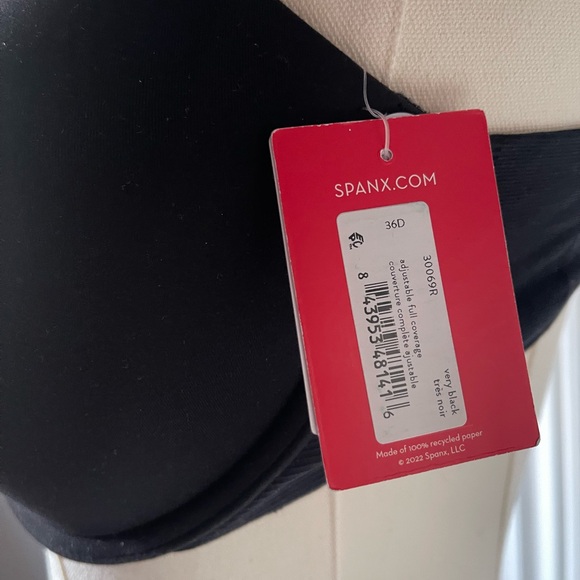 SPANX.COM
36D
30069R
adjustable full coverage
couverture complète ajustable
8 43953 48141 6
very black
très noir
Made of 100% recycled paper
© 2022 Spanx, LLC